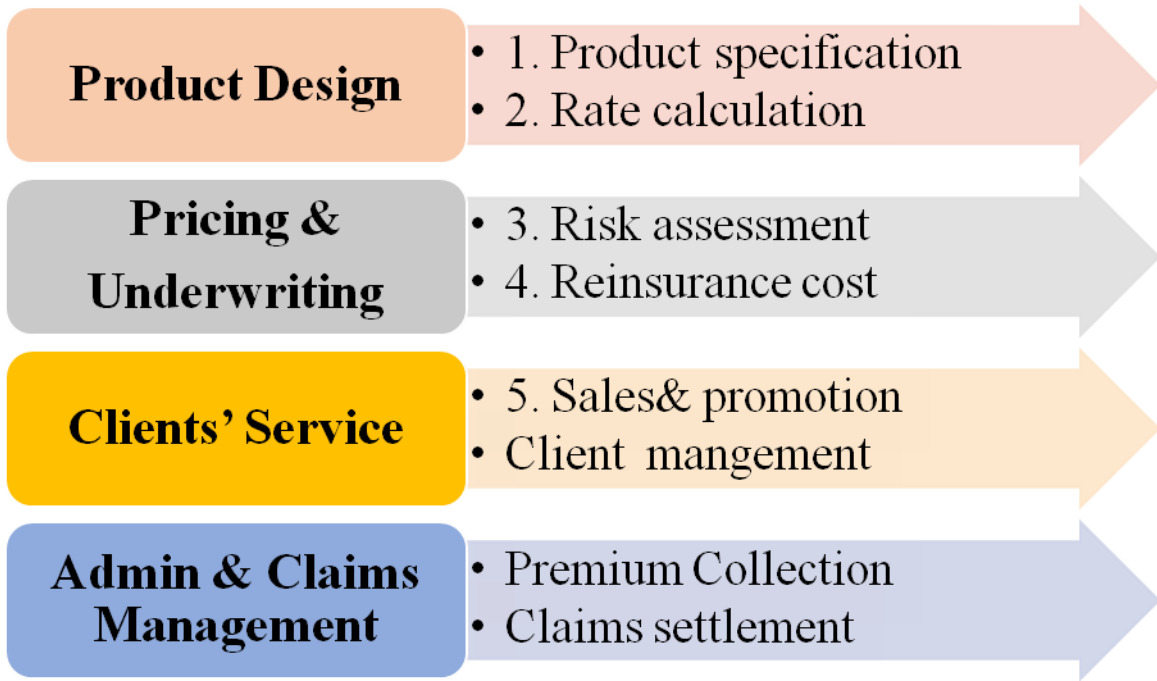 Product Design
• 1. Product specification
• 2. Rate calculation
Pricing &
Underwriting
• 3. Risk assessment
• 4. Reinsurance cost
Clients’ Service
• 5. Sales& promotion
• Client mangement
Admin & Claims
Management
• Premium Collection
• Claims settlement